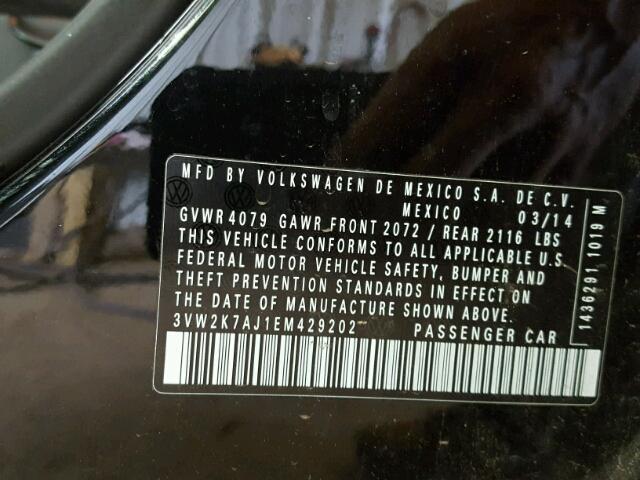 MFD BY VOLKSWAGEN DE MEXICO S.A. DE C.V.
MEXICO 03/14
GVWR 4079 GAWR FRONT 2072 / REAR 2116 LBS
THIS VEHICLE CONFORMS TO ALL APPLICABLE U.S.
FEDERAL MOTOR VEHICLE SAFETY, BUMPER AND
THEFT PREVENTION STANDARDS IN EFFECT ON
THE DATE OF MANUFACTURE SHOWN ABOVE.
3VW2K7AJ1EM429202 PASSENGER CAR
1436291 1019 M